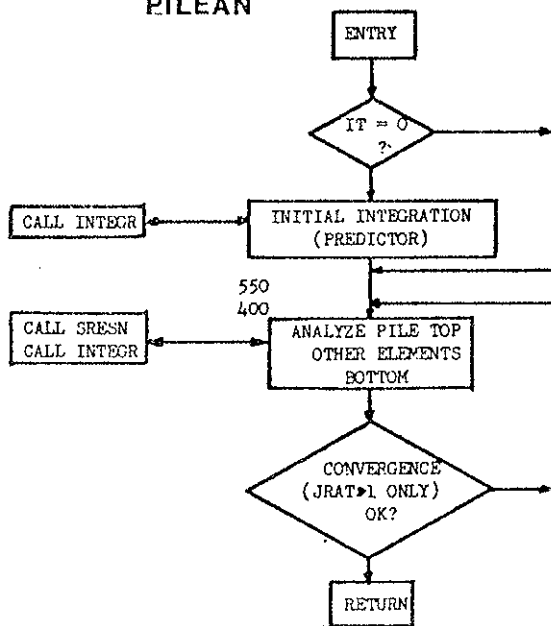 PILEAN
ENTRY
IT = 0
?
CALL INTEGR
INITIAL INTEGRATION
(PREDICTOR)
550
400
CALL SRESN
CALL INTEGR
ANALYZE PILE TOP
OTHER ELEMENTS
BOTTOM
CONVERGENCE
(JRAT>1 ONLY)
OK?
RETURN